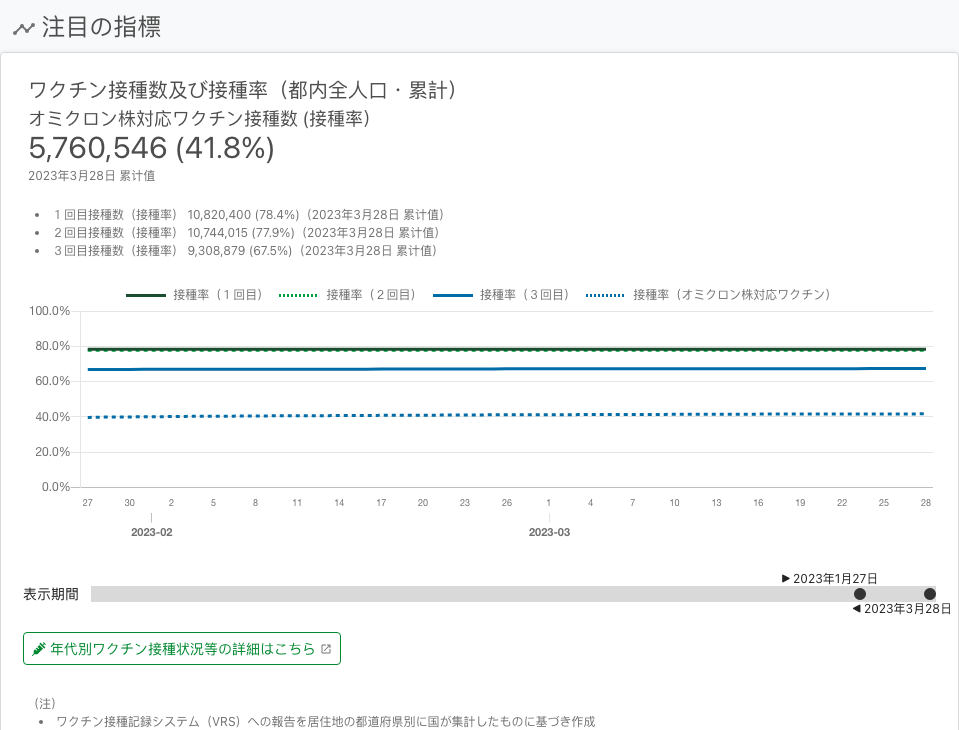 注目の指標
ワクチン接種数及び接種率（都内全人口・累計）
オミクロン株対応ワクチン接種数 (接種率）
5,760,546 (41.8%)
2023年3月28日 累計値
• １回目接種数（接種率） 10,820,400 (78.4%)（2023年3月28日 累計値）
• ２回目接種数（接種率） 10,744,015 (77.9%)（2023年3月28日 累計値）
• ３回目接種数（接種率） 9,308,879 (67.5%)（2023年3月28日 累計値）
接種率（１回目） 接種率（２回目） 接種率（３回目） 接種率（オミクロン株対応ワクチン）
100.0%
80.0%
60.0%
40.0%
20.0%
0.0%
27 30 2 5 8 11 14 17 20 23 26 1 4 7 10 13 16 19 22 25 28
2023-02 2023-03
▶ 2023年1月27日
表示期間
◀ 2023年3月28日
年代別ワクチン接種状況等の詳細はこちら
（注）
• ワクチン接種記録システム（VRS）への報告を居住地の都道府県別に国が集計したものに基づき作成